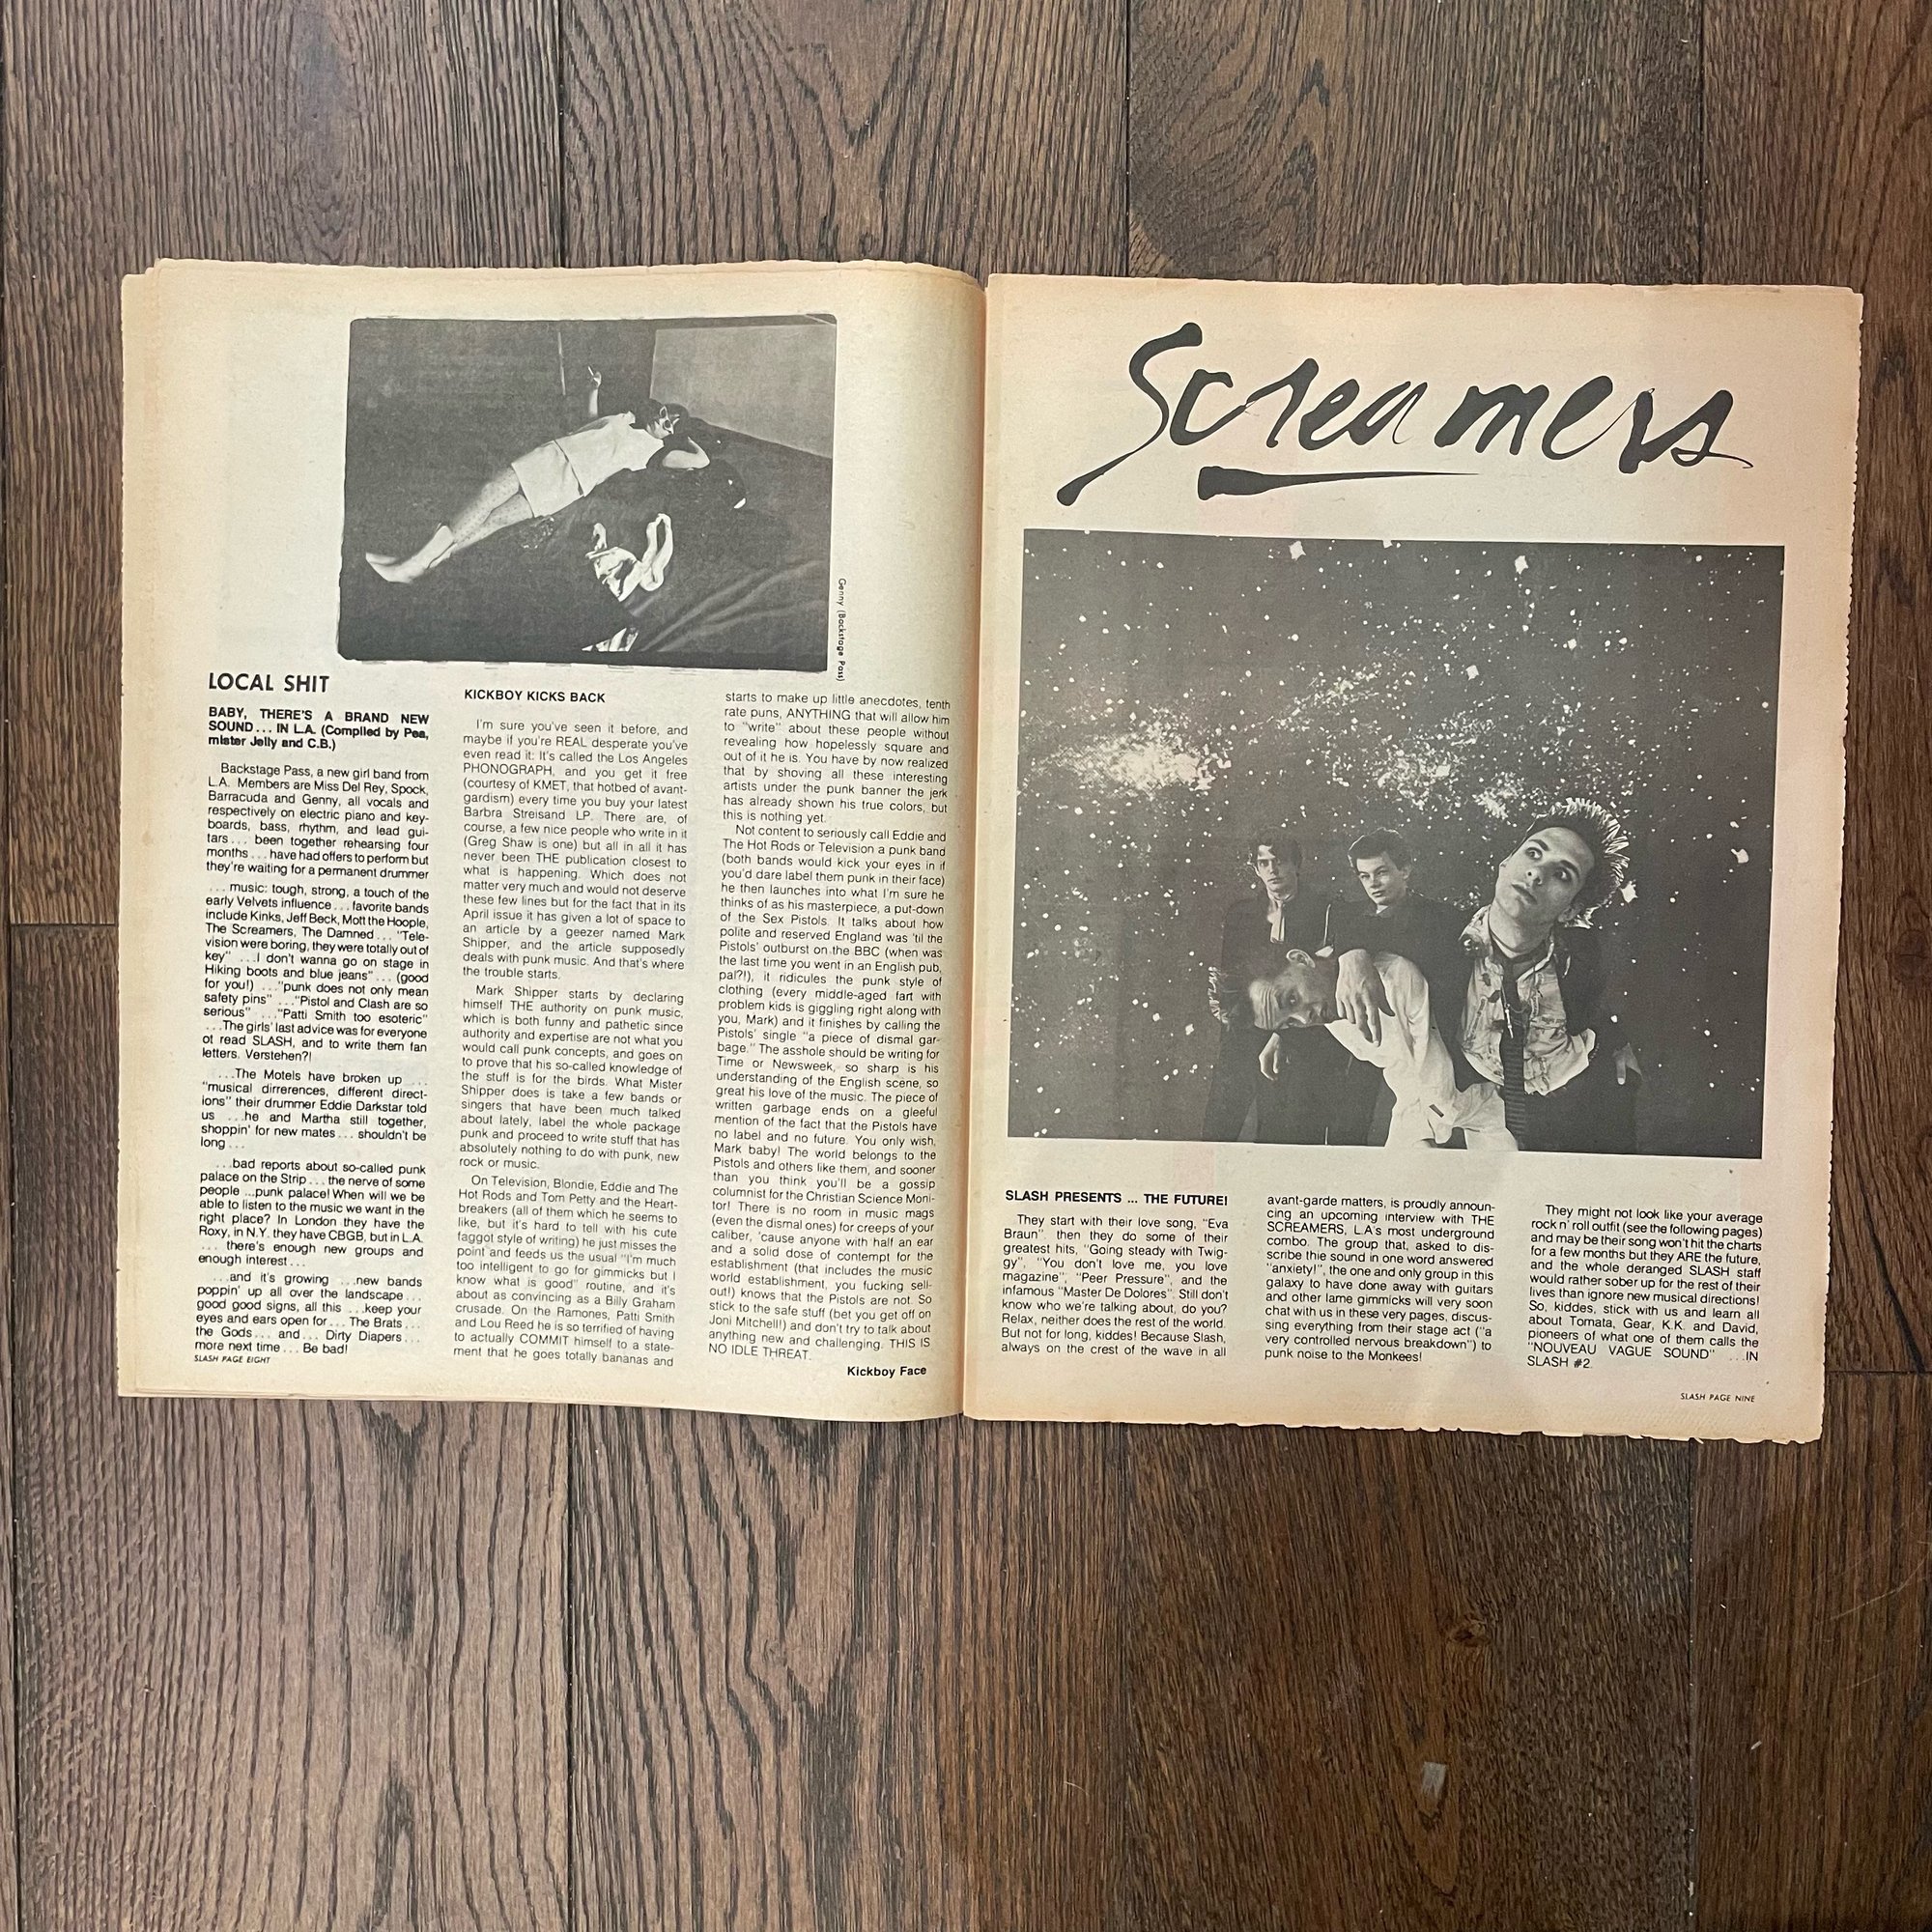 Genny (Backstage Pass)
LOCAL SHIT
BABY, THERE'S A BRAND NEW
SOUND... IN L.A. (Compiled by Pea,
mister Jelly and C.B.)
Backstage Pass, a new girl band from
L.A. Members are Miss Del Rey, Spock,
Barracuda and Genny, all vocals and
respectively on electric piano and key-
boards, bass, rhythm, and lead gui-
tars... been together rehearsing four
months ... have had offers to perform but
they're waiting for a permanent drummer
... music: tough, strong, a touch of the
early Velvets influence ... favorite bands
include Kinks, Jeff Beck, Mott the Hoople,
The Screamers, The Damned ... "Tele-
vision were boring, they were totally out of
key" ...I don't wanna go on stage in
Hiking boots and blue jeans" ... (good
for you!) ..."punk does not only mean
safety pins" ..."Pistol and Clash are so
serious" ..."Patti Smith too esoteric"
...The girls' last advice was for everyone
ot read SLASH, and to write them fan
letters. Verstehen?!
...The Motels have broken up ...
"musical dirrerences, different direct-
ions" their drummer Eddie Darkstar told
us ...he and Martha still together,
shoppin' for new mates ... shouldn't be
long ...
...bad reports about so-called punk
palace on the Strip ... the nerve of some
people ...punk palace! When will we be
able to listen to the music we want in the
right place? In London they have the
Roxy, in N.Y. they have CBGB, but in L.A.
... there's enough new groups and
enough interest ...
...and it's growing ...new bands
poppin' up all over the landscape ...
good good signs, all this ...keep your
eyes and ears open for ... The Brats ...
the Gods ... and ... Dirty Diapers ...
more next time ... Be bad!
SLASH PAGE EIGHT
KICKBOY KICKS BACK
I'm sure you've seen it before, and
maybe if you're REAL desperate you've
even read it: It's called the Los Angeles
PHONOGRAPH, and you get it free
(courtesy of KMET, that hotbed of avant-
gardism) every time you buy your latest
Barbra Streisand LP. There are, of
course, a few nice people who write in it
(Greg Shaw is one) but all in all it has
never been THE publication closest to
what is happening. Which does not
matter very much and would not deserve
these few lines but for the fact that in its
April issue it has given a lot of space to
an article by a geezer named Mark
Shipper, and the article supposedly
deals with punk music. And that's where
the trouble starts.
Mark Shipper starts by declaring
himself THE authority on punk music,
which is both funny and pathetic since
authority and expertise are not what you
would call punk concepts, and goes on
to prove that his so-called knowledge of
the stuff is for the birds. What Mister
Shipper does is take a few bands or
singers that have been much talked
about lately, label the whole package
punk and proceed to write stuff that has
absolutely nothing to do with punk, new
rock or music.
On Television, Blondie, Eddie and The
Hot Rods and Tom Petty and the Heart-
breakers (all of them which he seems to
like, but it's hard to tell with his cute
faggot style of writing) he just misses the
point and feeds us the usual "I'm much
too intelligent to go for gimmicks but I
know what is good" routine, and it's
about as convincing as a Billy Graham
crusade. On the Ramones, Patti Smith
and Lou Reed he is so terrified of having
to actually COMMIT himself to a state-
ment that he goes totally bananas and
starts to make up little anecdotes, tenth
rate puns, ANYTHING that will allow him
to "write" about these people without
revealing how hopelessly square and
out of it he is. You have by now realized
that by shoving all these interesting
artists under the punk banner the jerk
has already shown his true colors, but
this is nothing yet.
Not content to seriously call Eddie and
The Hot Rods or Television a punk band
(both bands would kick your eyes in if
you'd dare label them punk in their face)
he then launches into what I'm sure he
thinks of as his masterpiece, a put-down
of the Sex Pistols. It talks about how
polite and reserved England was 'til the
Pistols' outburst on the BBC (when was
the last time you went in an English pub,
pal?!), it ridicules the punk style of
clothing (every middle-aged fart with
problem kids is giggling right along with
you, Mark) and it finishes by calling the
Pistols' single "a piece of dismal gar-
bage." The asshole should be writing for
Time or Newsweek, so sharp is his
understanding of the English scene, so
great his love of the music. The piece of
written garbage ends on a gleeful
mention of the fact that the Pistols have
no label and no future. You only wish,
Mark baby! The world belongs to the
Pistols and others like them, and sooner
than you think you'll be a gossip
columnist for the Christian Science Moni-
tor! There is no room in music mags
(even the dismal ones) for creeps of your
caliber, 'cause anyone with half an ear
and a solid dose of contempt for the
establishment (that includes the music
world establishment, you fucking sell-
out!) knows that the Pistols are not. So
stick to the safe stuff (bet you get off on
Joni Mitchell!) and don't try to talk about
anything new and challenging. THIS IS
NO IDLE THREAT.
Kickboy Face
Screamers
SLASH PRESENTS ... THE FUTURE!
They start with their love song, "Eva
Braun", then they do some of their
greatest hits, "Going steady with Twig-
gy", "You don't love me, you love
magazine", "Peer Pressure", and the
infamous "Master De Dolores". Still don't
know who we're talking about, do you?
Relax, neither does the rest of the world.
But not for long, kiddes! Because Slash,
always on the crest of the wave in all
avant-garde matters, is proudly announ-
cing an upcoming interview with THE
SCREAMERS, L.A.'s most underground
combo. The group that, asked to dis-
scribe thie sound in one word answered
"anxiety!", the one and only group in this
galaxy to have done away with guitars
and other lame gimmicks will very soon
chat with us in these very pages, discus-
sing everything from their stage act ("a
very controlled nervous breakdown") to
punk noise to the Monkees!
They might not look like your average
rock n' roll outfit (see the following pages)
and may be their song won't hit the charts
for a few months but they ARE the future,
and the whole deranged SLASH staff
would rather sober up for the rest of their
lives than ignore new musical directions!
So, kiddes, stick with us and learn all
about Tomata, Gear, K.K. and David,
pioneers of what one of them calls the
"NOUVEAU VAGUE SOUND" ...IN
SLASH #2.
SLASH PAGE NINE